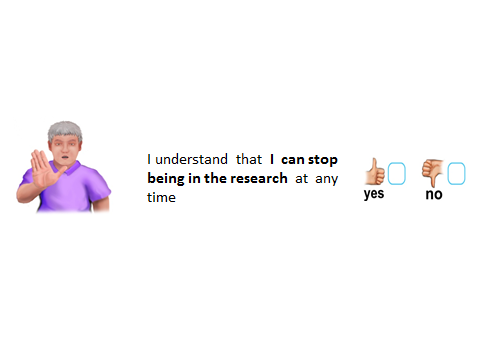 I understand that I can stop
being in the research at any
time
yes
no